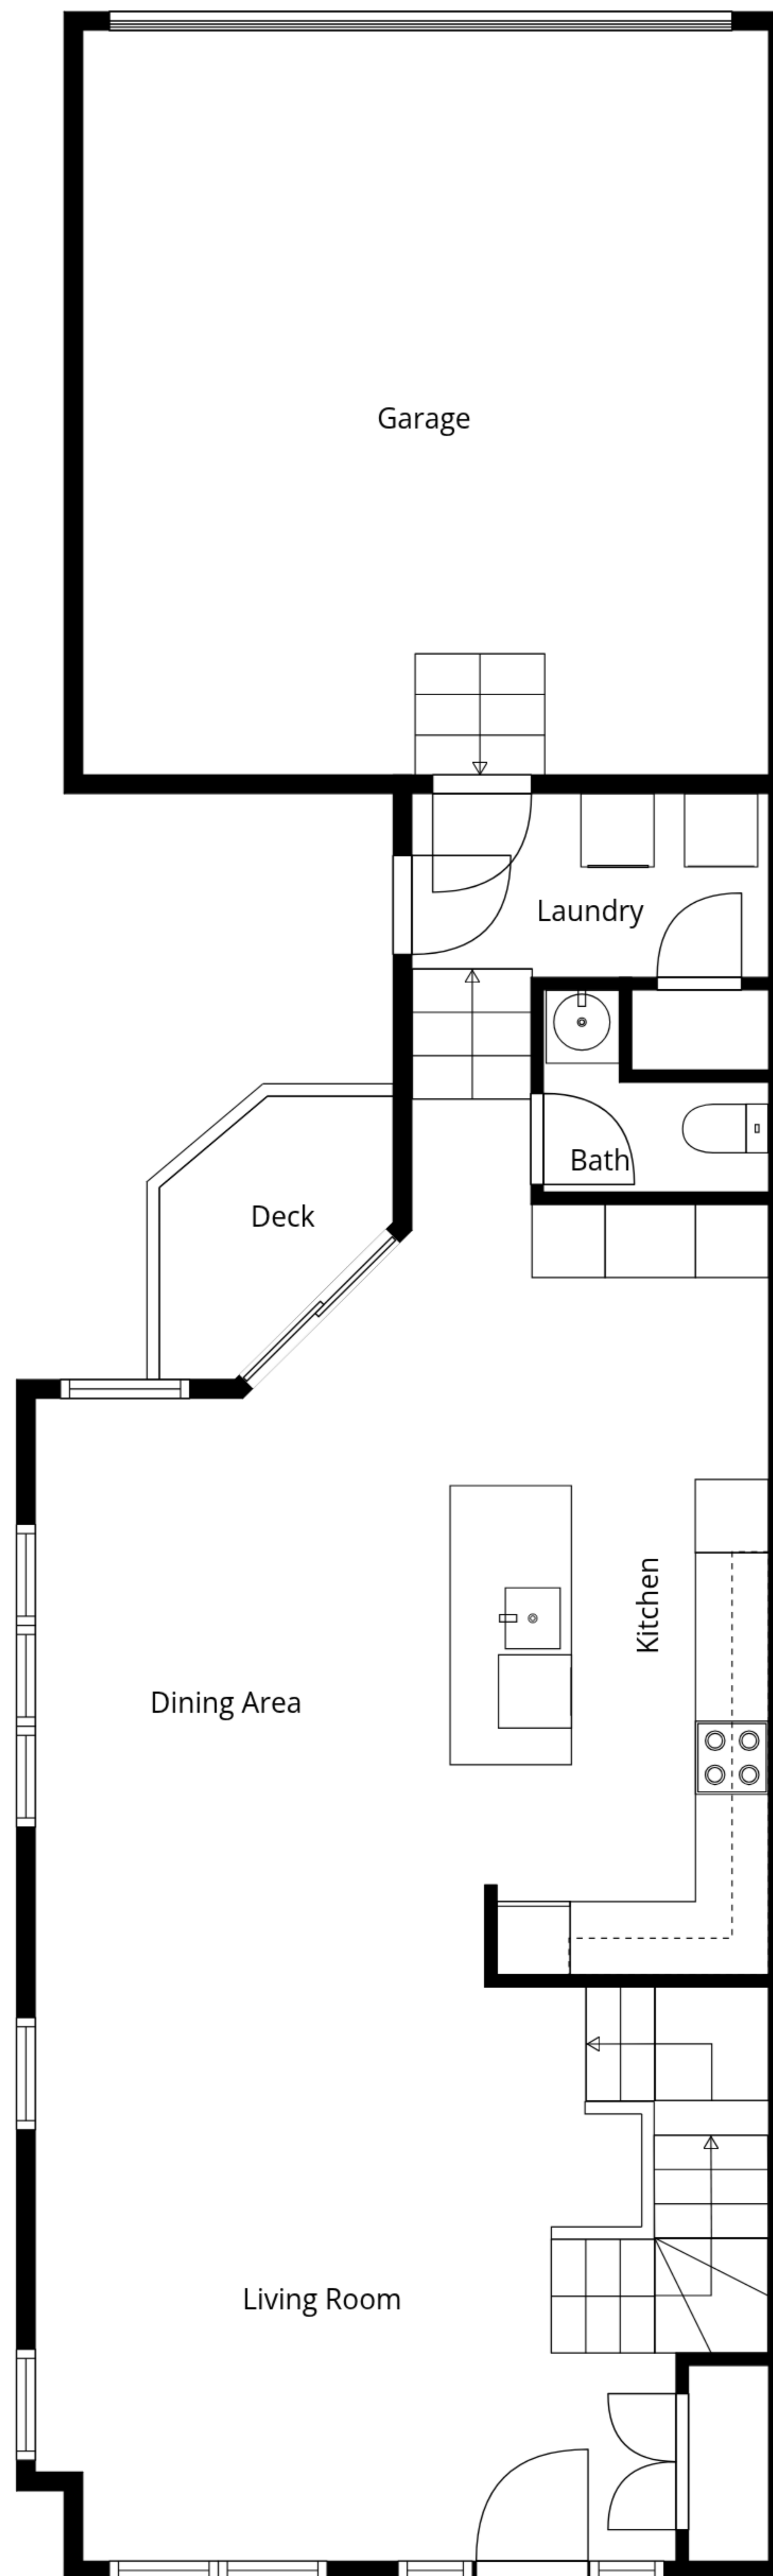 Garage
Laundry
Bath
Deck
Kitchen
Dining Area
Living Room